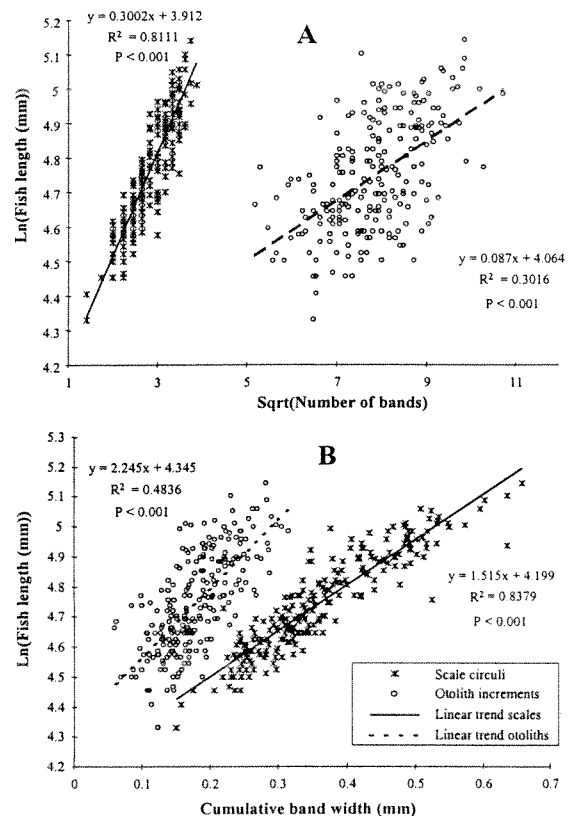 y = 0.3002x + 3.912
R² = 0.8111
P < 0.001
A
5.2
5.1
5
4.9
4.8
4.7
4.6
4.5
4.4
4.3
4.2
Ln(Fish length (mm))
y = 0.087x + 4.064
R² = 0.3016
P < 0.001
1 3 5 7 9 11
Sqrt(Number of bands)
B
5.3
5.2
5.1
5
4.9
4.8
4.7
4.6
4.5
4.4
4.3
4.2
Ln(Fish length (mm))
y = 2.245x + 4.345
R² = 0.4836
P < 0.001
y = 1.515x + 4.199
R² = 0.8379
P < 0.001
Scale circuli
Otolith increments
Linear trend scales
Linear trend otoliths
0 0.1 0.2 0.3 0.4 0.5 0.6 0.7
Cumulative band width (mm)